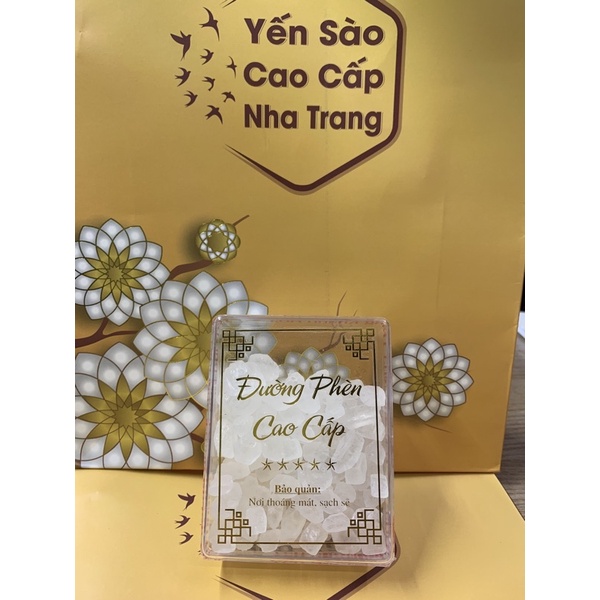 Yến Sào
Cao Cấp
Nha Trang
Đường Phèn
Cao Cấp
Bảo quản:
Nơi thoáng mát, sạch sẽ